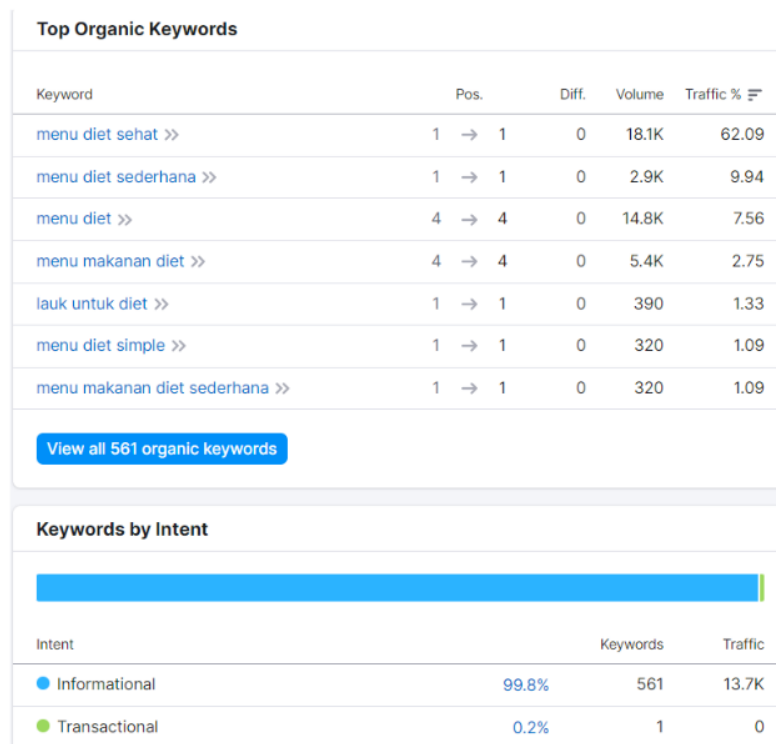 Top Organic Keywords
Keyword Pos. Diff. Volume Traffic %
menu diet sehat >> 1 → 1 0 18.1K 62.09
menu diet sederhana >> 1 → 1 0 2.9K 9.94
menu diet >> 4 → 4 0 14.8K 7.56
menu makanan diet >> 4 → 4 0 5.4K 2.75
lauk untuk diet >> 1 → 1 0 390 1.33
menu diet simple >> 1 → 1 0 320 1.09
menu makanan diet sederhana >> 1 → 1 0 320 1.09
View all 561 organic keywords
Keywords by Intent
Intent Keywords Traffic
Informational 99.8% 561 13.7K
Transactional 0.2% 1 0